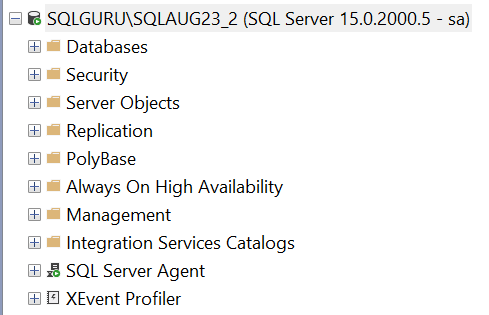 SQLGURU\SQLAUG23_2 (SQL Server 15.0.2000.5 - sa)
Databases
Security
Server Objects
Replication
PolyBase
Always On High Availability
Management
Integration Services Catalogs
SQL Server Agent
XEvent Profiler